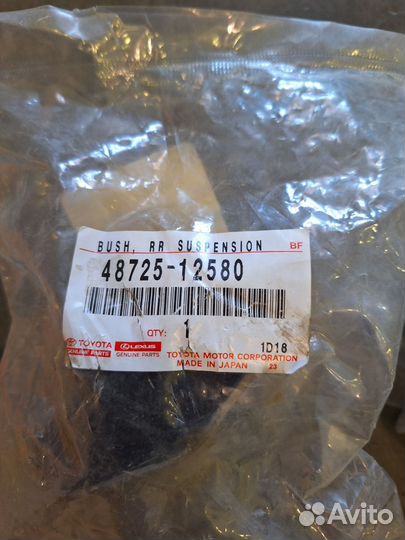 BUSH, RR SUSPENSION BF
48725-12580
QTY: 1 1D18
TOYOTA LEXUS TOYOTA MOTOR CORPORATION
GENUINE PARTS GENUINE PARTS MADE IN JAPAN 23
Avito